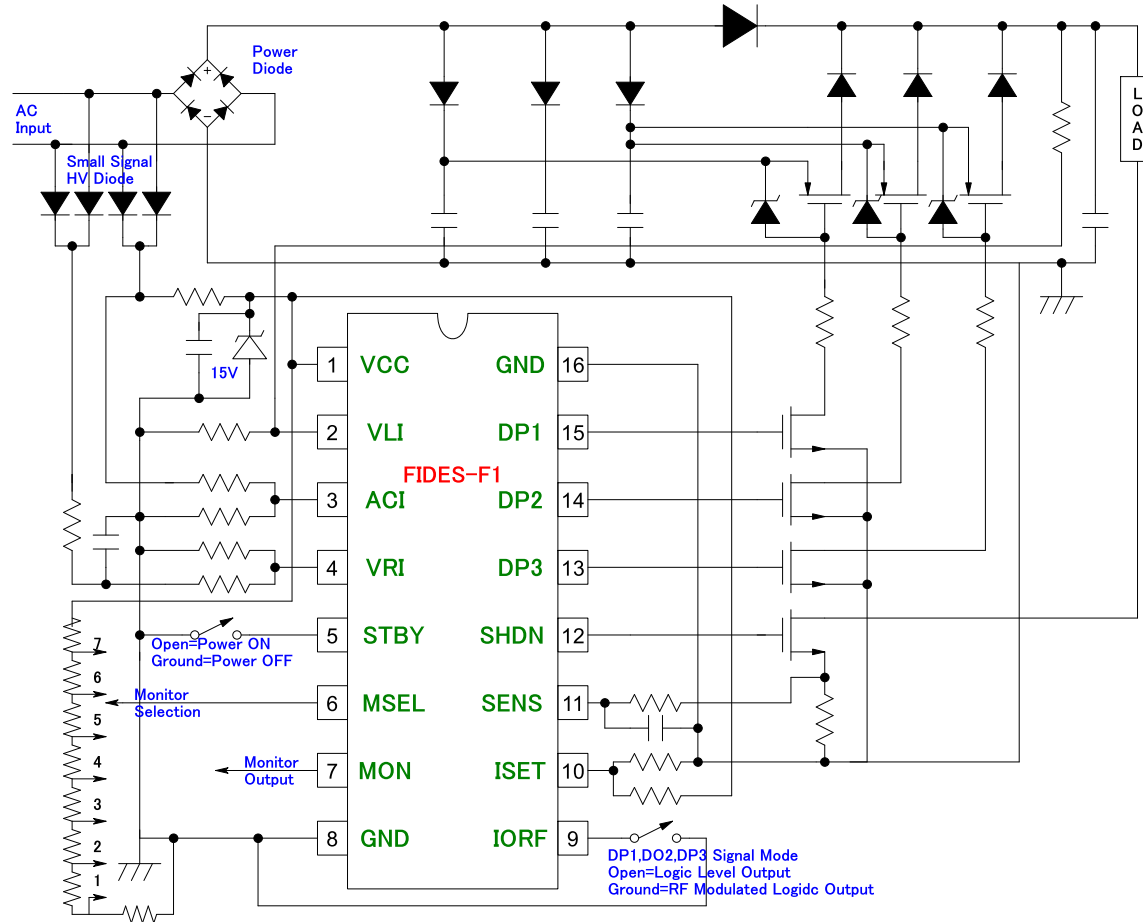 Power
Diode
+
−
AC
Input
L
O
A
D
Small Signal
HV Diode
15V
1 VCC GND 16
2 VLI DP1 15
FIDES-F1
3 ACI DP2 14
4 VRI DP3 13
5 STBY SHDN 12
Open=Power ON
Ground=Power OFF
7
6
Monitor
Selection
6 MSEL SENS 11
5
4
Monitor
Output
7 MON ISET 10
3
8 GND IORF 9
2
1
DP1,DO2,DP3 Signal Mode
Open=Logic Level Output
Ground=RF Modulated Logidc Output